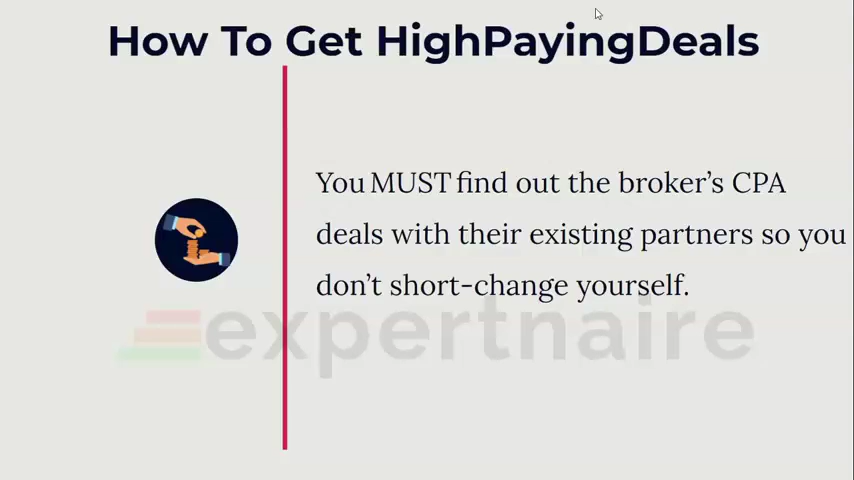 How To Get HighPayingDeals
You MUST find out the broker's CPA
deals with their existing partners so you
don't short-change yourself.
expertnaire